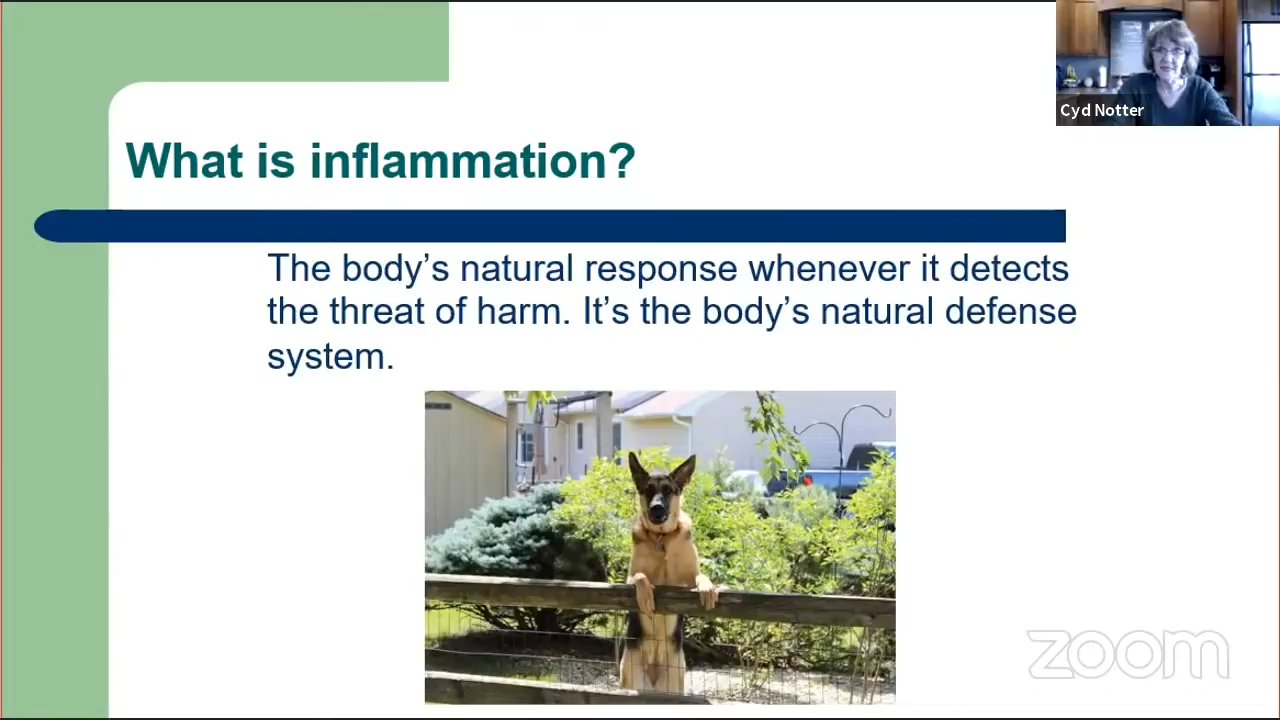 Cyd Notter
What is inflammation?
The body’s natural response whenever it detects
the threat of harm. It’s the body’s natural defense
system.
zoom